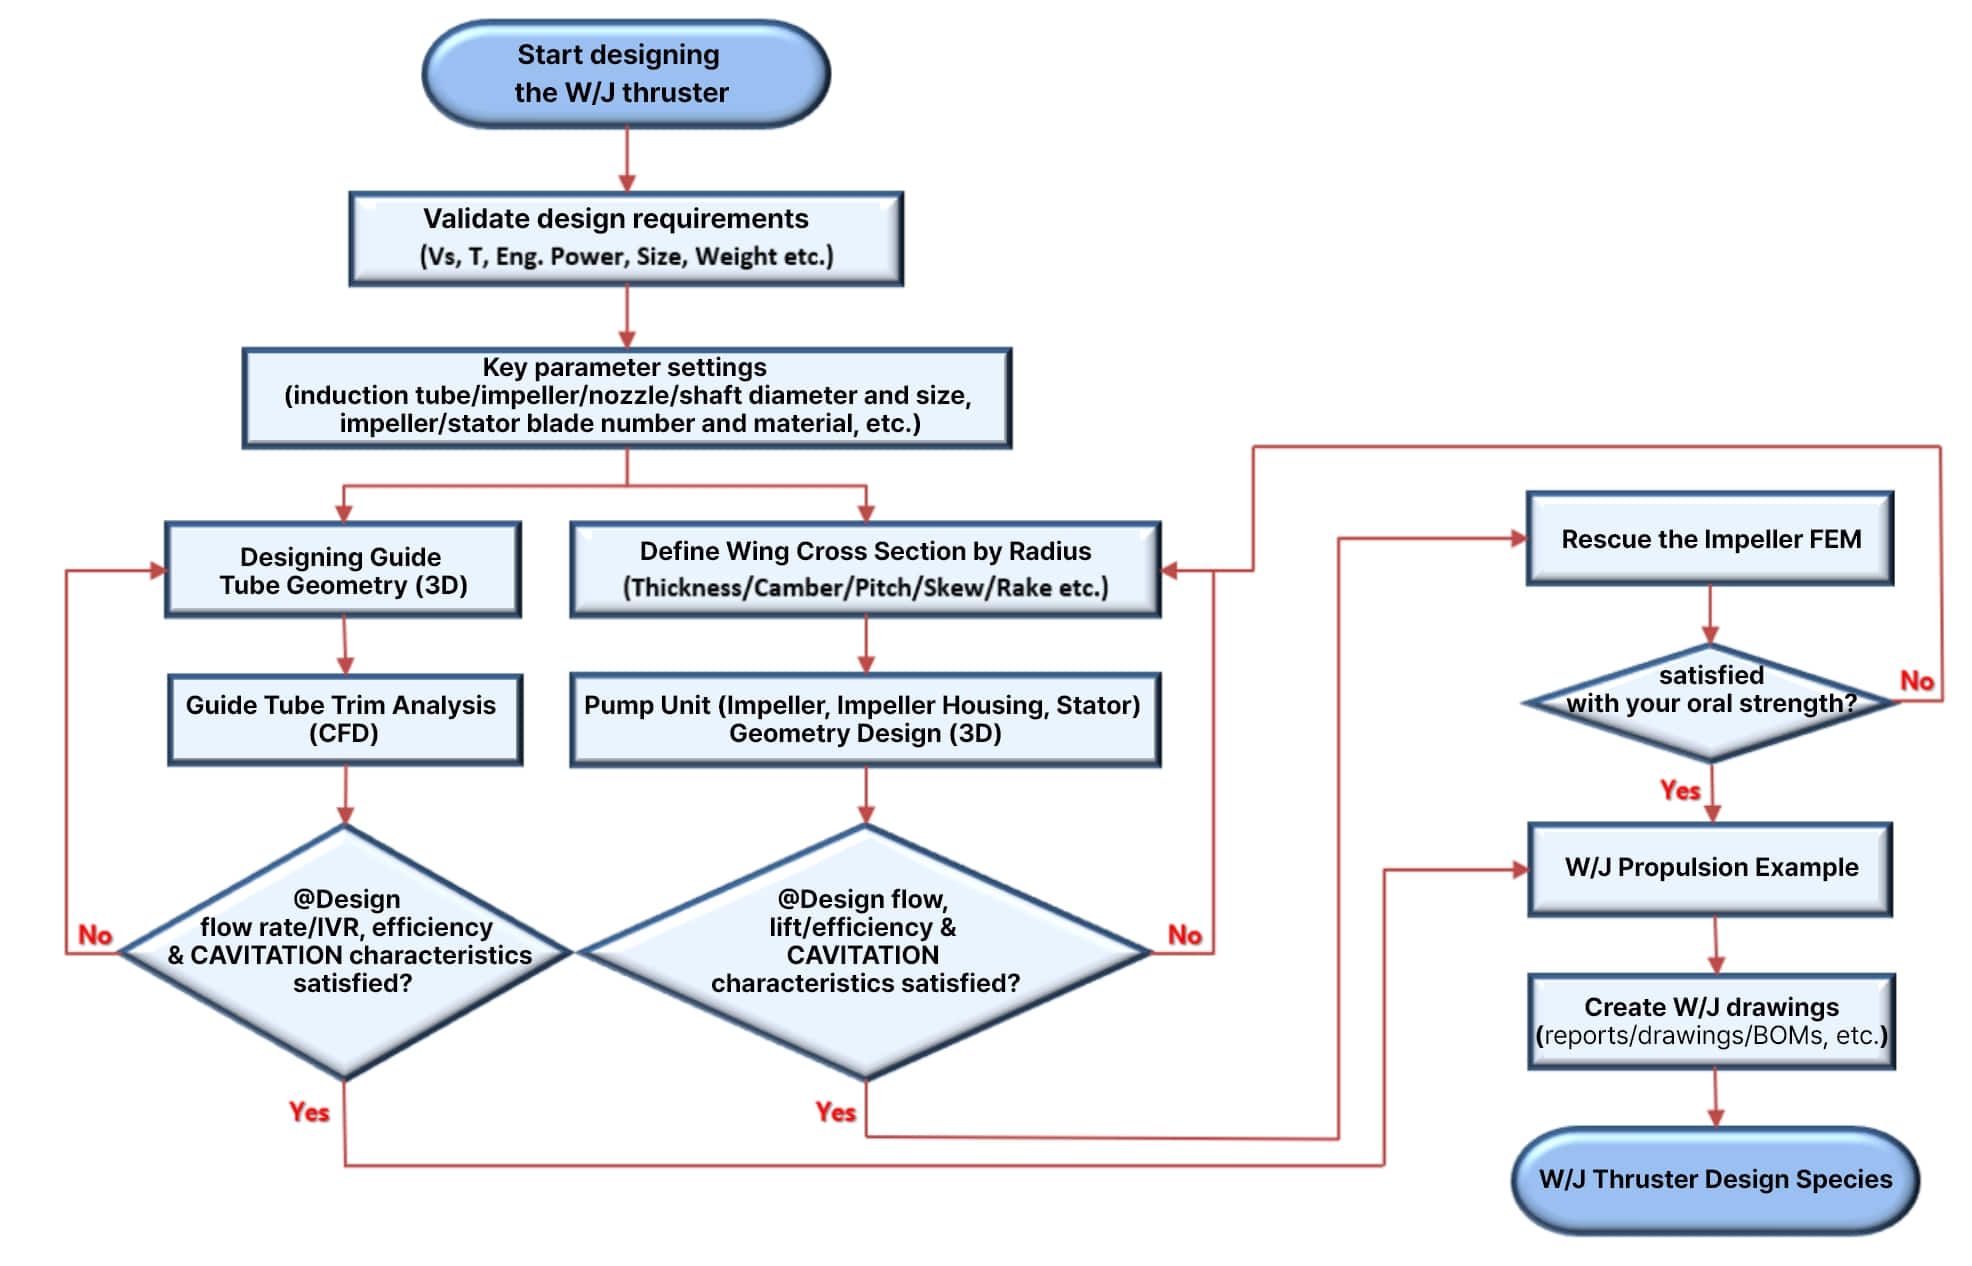 Start designing
the W/J thruster
Validate design requirements
(Vs, T, Eng. Power, Size, Weight etc.)
Key parameter settings
(induction tube/impeller/nozzle/shaft diameter and size,
impeller/stator blade number and material, etc.)
Designing Guide
Tube Geometry (3D)
Define Wing Cross Section by Radius
(Thickness/Camber/Pitch/Skew/Rake etc.)
Guide Tube Trim Analysis
(CFD)
Pump Unit (Impeller, Impeller Housing, Stator)
Geometry Design (3D)
@Design
flow rate/IVR, efficiency
& CAVITATION characteristics
satisfied?
No
Yes
@Design flow,
lift/efficiency &
CAVITATION
characteristics satisfied?
No
Yes
Rescue the Impeller FEM
satisfied
with your oral strength?
No
Yes
W/J Propulsion Example
Create W/J drawings
(reports/drawings/BOMs, etc.)
W/J Thruster Design Species